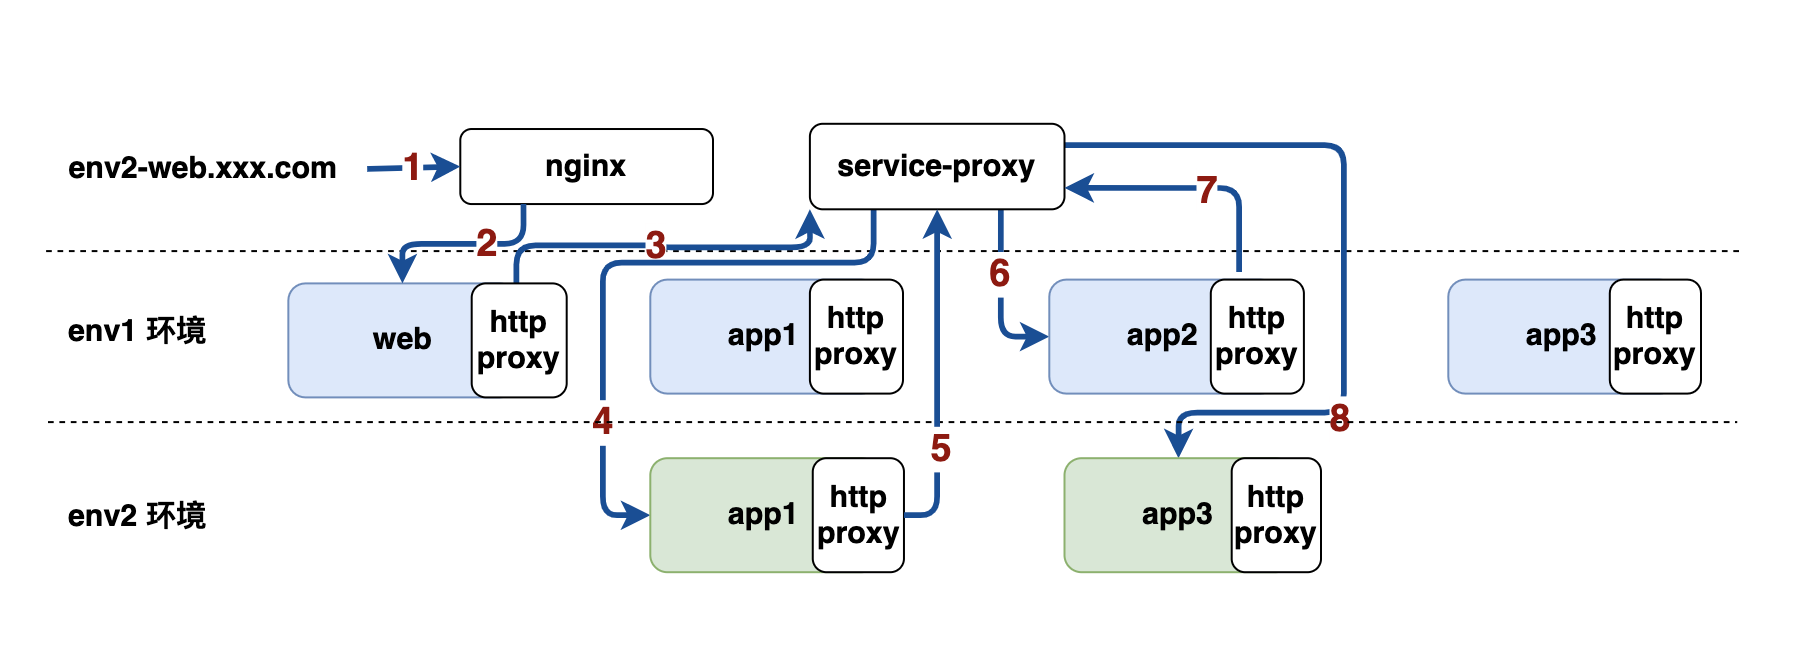 env2-web.xxx.com
1
nginx
service-proxy
7
2
3
6
env1 环境
web
http
proxy
app1
http
proxy
app2
http
proxy
app3
http
proxy
4
5
8
env2 环境
app1
http
proxy
app3
http
proxy